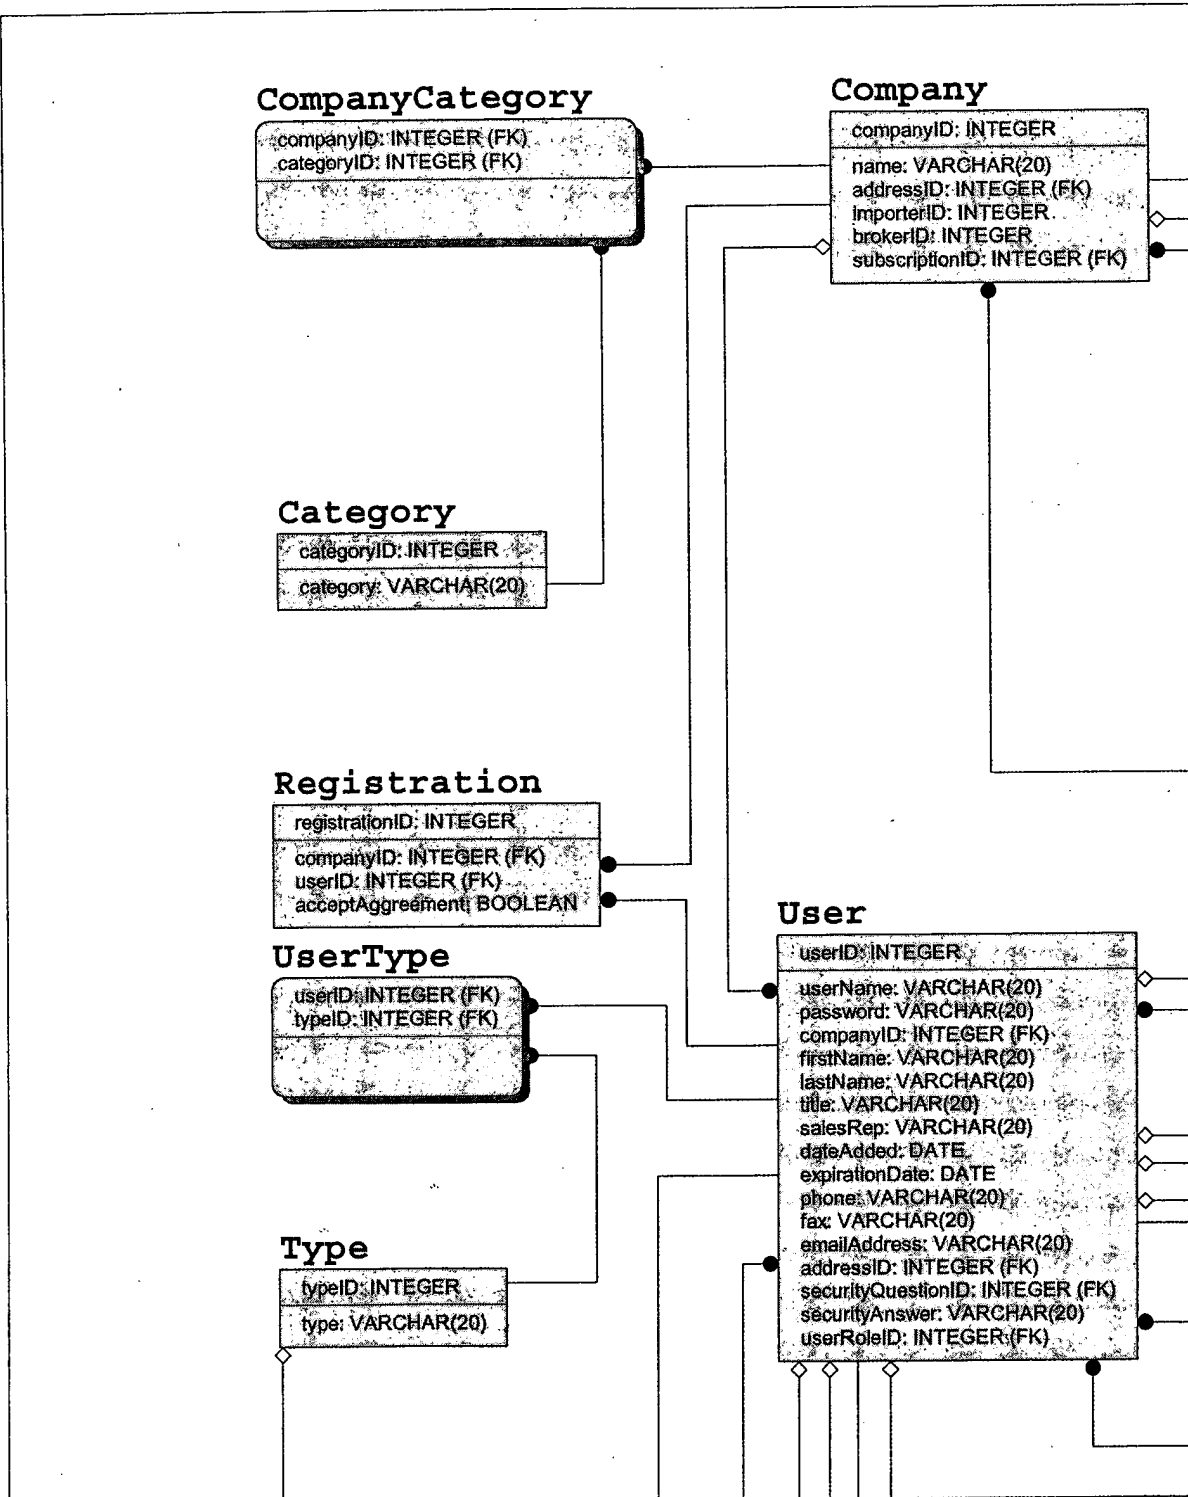 CompanyCategory
companyID: INTEGER (FK)
categoryID: INTEGER (FK)
Company
companyID: INTEGER
name: VARCHAR(20)
addressID: INTEGER (FK)
importerID: INTEGER
brokerID: INTEGER
subscriptionID: INTEGER (FK)
Category
categoryID: INTEGER
category: VARCHAR(20)
Registration
registrationID: INTEGER
companyID: INTEGER (FK)
userID: INTEGER (FK)
acceptAggreement: BOOLEAN
UserType
userID: INTEGER (FK)
typeID: INTEGER (FK)
Type
typeID: INTEGER
type: VARCHAR(20)
User
userID: INTEGER
userName: VARCHAR(20)
password: VARCHAR(20)
companyID: INTEGER (FK)
firstName: VARCHAR(20)
lastName: VARCHAR(20)
title: VARCHAR(20)
salesRep: VARCHAR(20)
dateAdded: DATE
expirationDate: DATE
phone: VARCHAR(20)
fax: VARCHAR(20)
emailAddress: VARCHAR(20)
addressID: INTEGER (FK)
securityQuestionID: INTEGER (FK)
securityAnswer: VARCHAR(20)
userRoleID: INTEGER (FK)